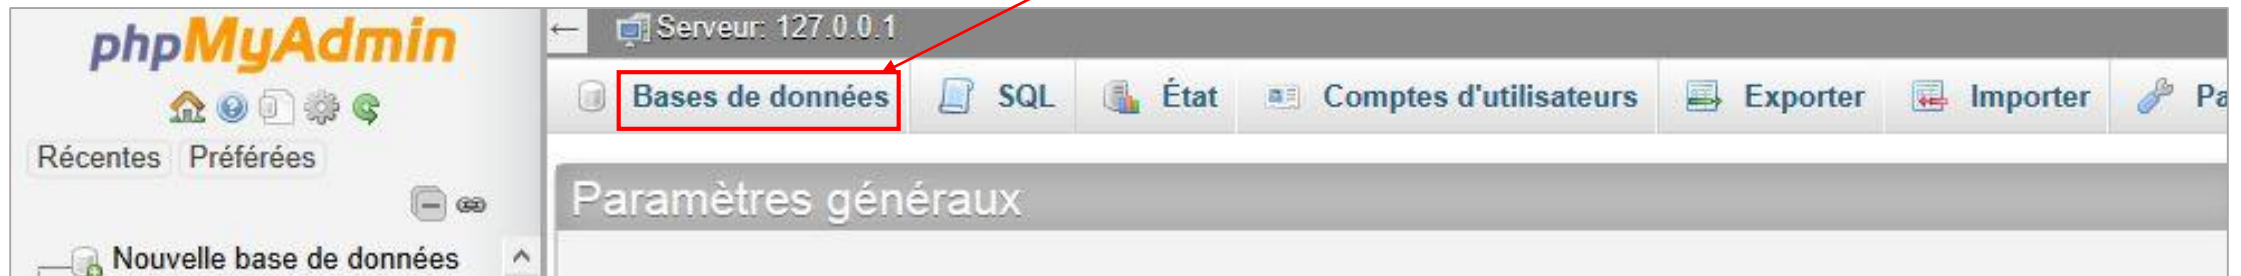 phpMyAdmin
Récentes Préférées
Nouvelle base de données
Serveur: 127.0.0.1
Bases de données SQL État Comptes d'utilisateurs Exporter Importer Pa
Paramètres généraux